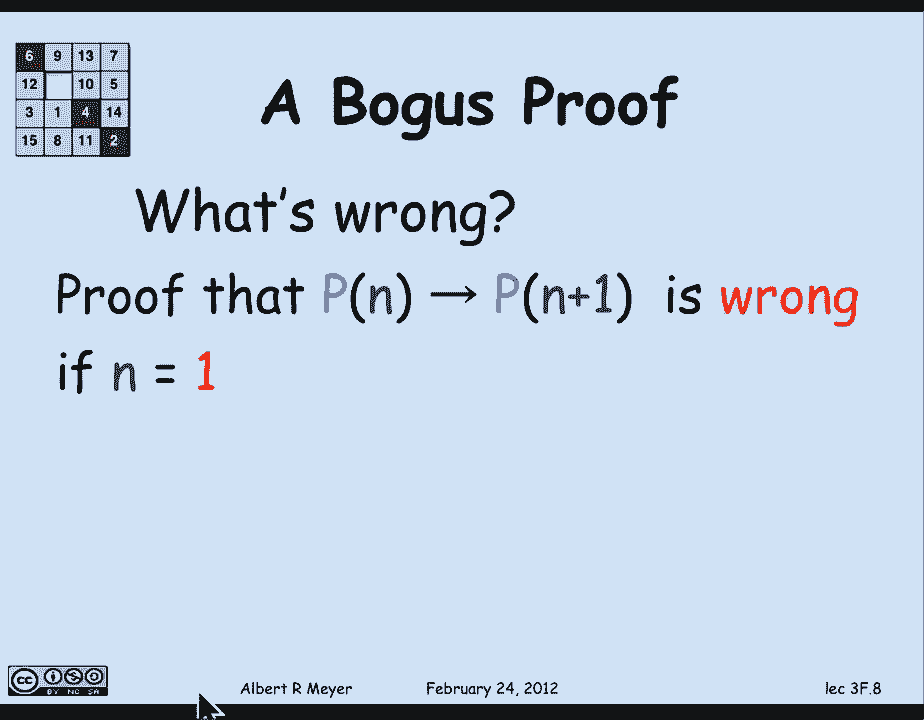 6 9 13 7
12 10 5
3 1 4 14
15 8 11 2
A Bogus Proof
What's wrong?
Proof that P(n) → P(n+1) is wrong
if n = 1
cc BY NC SA
Albert R Meyer February 24, 2012 lec 3F.8